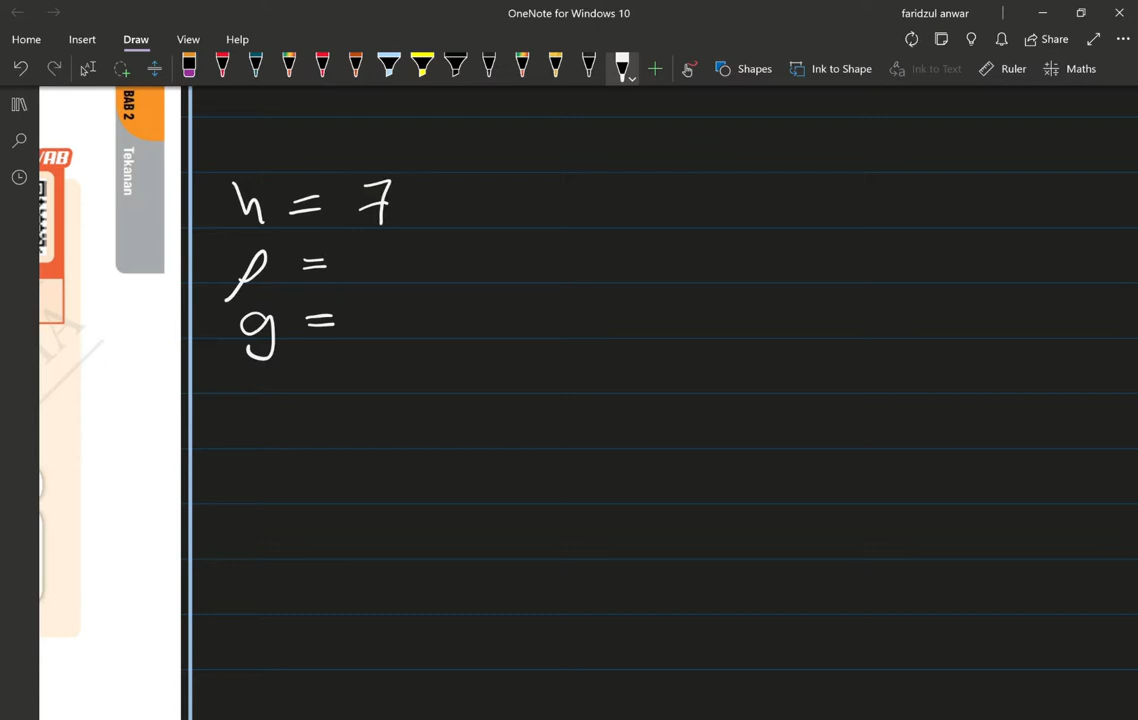 OneNote for Windows 10
faridzul anwar
Home Insert Draw View Help
Share
Shapes Ink to Shape Ink to Text Ruler Maths
BAB 2
Tekanan
h = 7
ρ =
g =